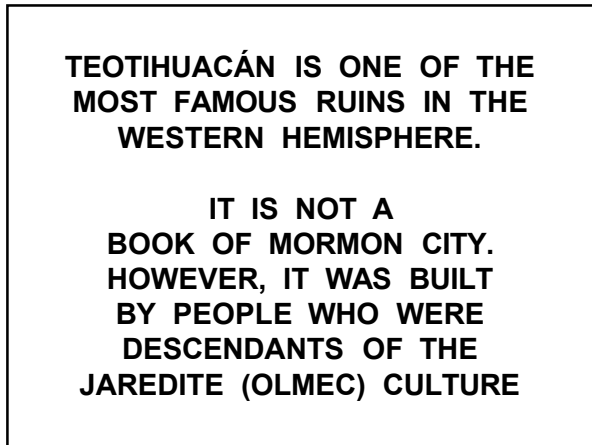 TEOTIHUACÁN IS ONE OF THE
MOST FAMOUS RUINS IN THE
WESTERN HEMISPHERE.
IT IS NOT A
BOOK OF MORMON CITY.
HOWEVER, IT WAS BUILT
BY PEOPLE WHO WERE
DESCENDANTS OF THE
JAREDITE (OLMEC) CULTURE